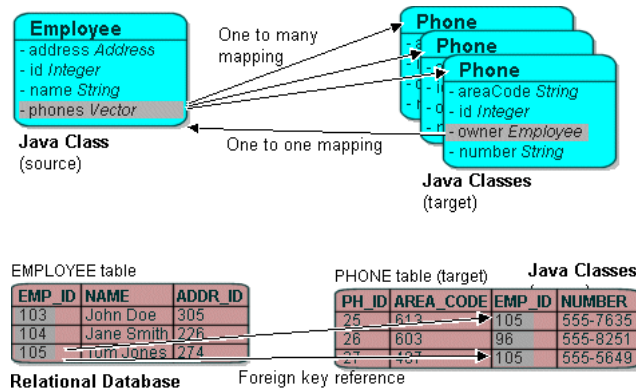 Employee
- address Address
- id Integer
- name String
- phones Vector
Java Class
(source)
One to many
mapping
One to one mapping
Phone
Phone
Phone
- areaCode String
- id Integer
- owner Employee
- number String
Java Classes
(target)
EMPLOYEE table
EMP_ID NAME ADDR_ID
103 John Doe 305
104 Jane Smith 226
105 Tom Jones 274
Relational Database
Foreign key reference
PHONE table (target)
Java Classes
PH_ID AREA_CODE EMP_ID NUMBER
25 613 105 555-7635
26 603 96 555-8251
27 105 555-5649